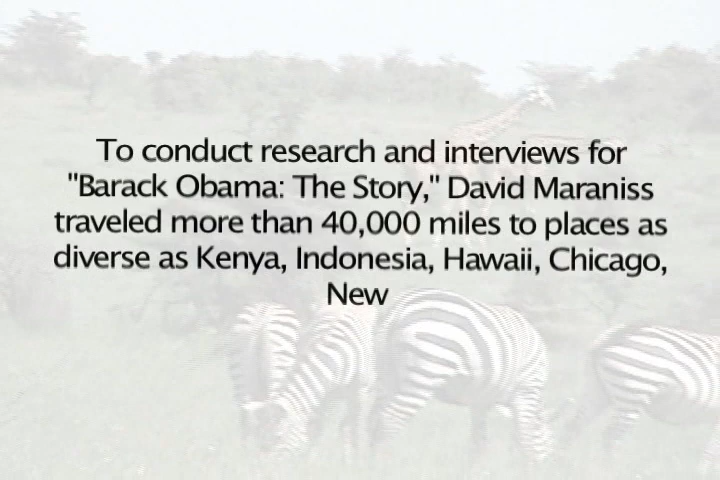 To conduct research and interviews for
"Barack Obama: The Story," David Maraniss
traveled more than 40,000 miles to places as
diverse as Kenya, Indonesia, Hawaii, Chicago,
New